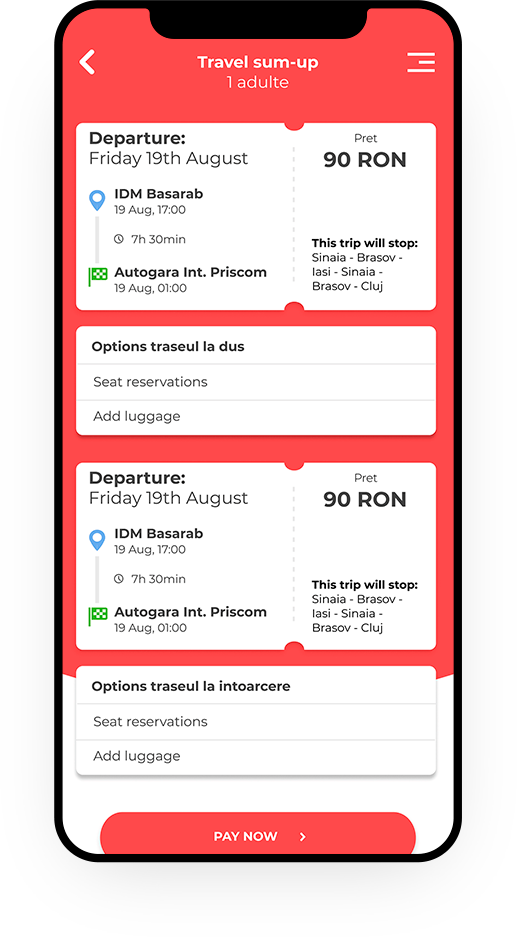 Travel sum-up
1 adulte
Departure:
Friday 19th August
IDM Basarab
19 Aug, 17:00
7h 30min
Autogara Int. Priscom
19 Aug, 01:00
Pret
90 RON
This trip will stop:
Sinaia - Brasov -
Iasi - Sinaia -
Brasov - Cluj
Options traseul la dus
Seat reservations
Add luggage
Departure:
Friday 19th August
IDM Basarab
19 Aug, 17:00
7h 30min
Autogara Int. Priscom
19 Aug, 01:00
Pret
90 RON
This trip will stop:
Sinaia - Brasov -
Iasi - Sinaia -
Brasov - Cluj
Options traseul la intoarcere
Seat reservations
Add luggage
PAY NOW